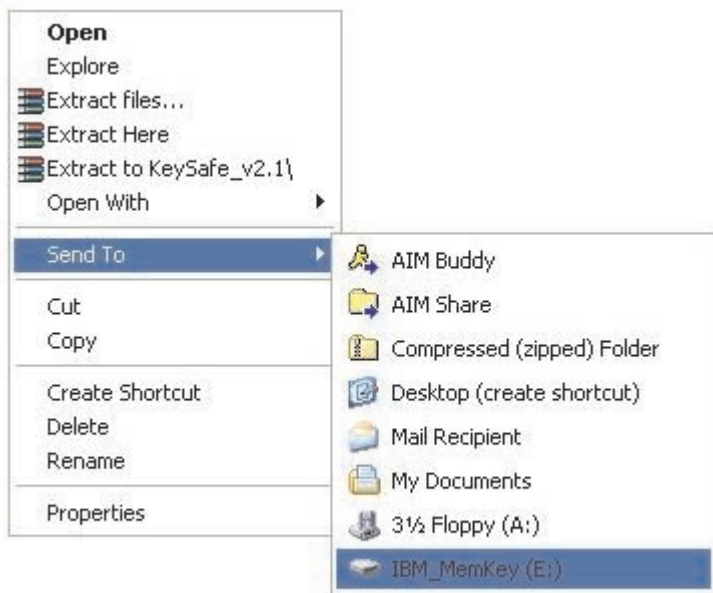 Open
Explore
Extract files...
Extract Here
Extract to KeySafe_v2.1\
Open With
Send To
Cut
Copy
Create Shortcut
Delete
Rename
Properties
AIM Buddy
AIM Share
Compressed (zipped) Folder
Desktop (create shortcut)
Mail Recipient
My Documents
3½ Floppy (A:)
IBM_MemKey (E:)